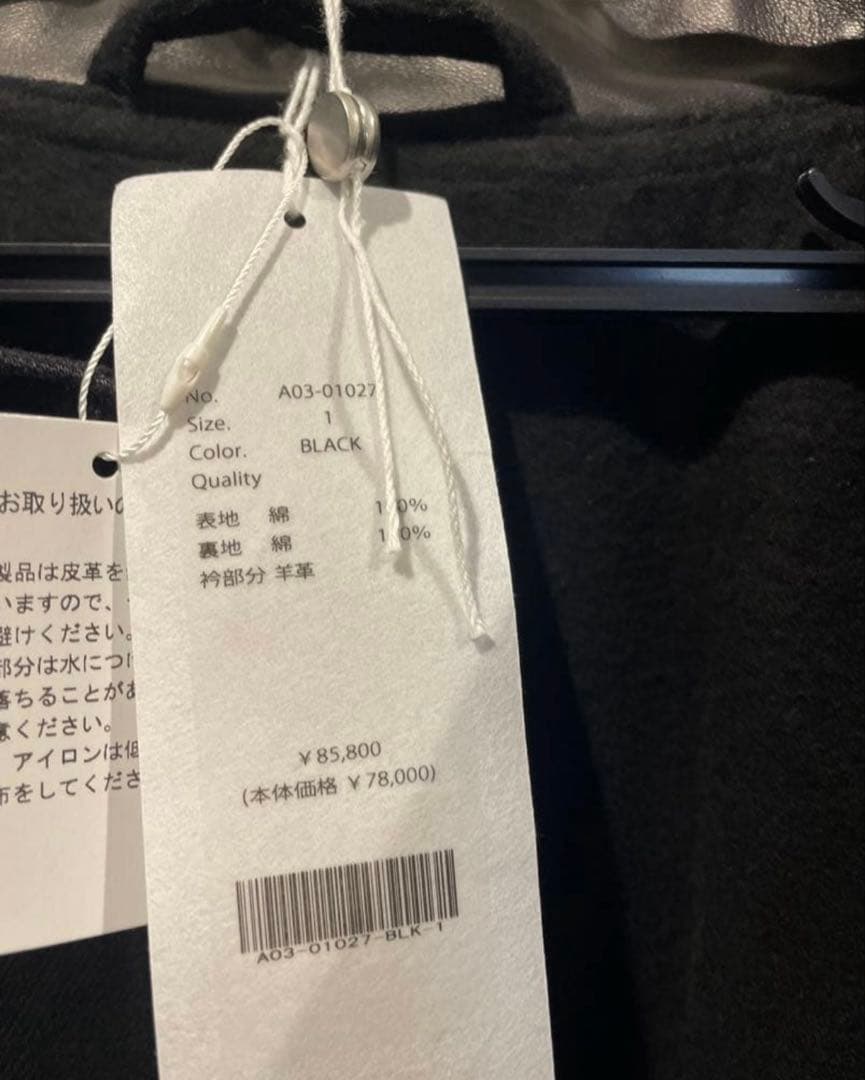 No. A03-01027
Size. 1
Color. BLACK
Quality
表地 綿
裏地 綿
衿部分 羊革
¥85,800
(本体価格 ¥78,000)
A03-01027-BLK-1
お取り扱いの
製品は皮革を
いますので、
避けください。
部分は水につけ
落ちることがあ
ください。
アイロンは低
布をしてくださ